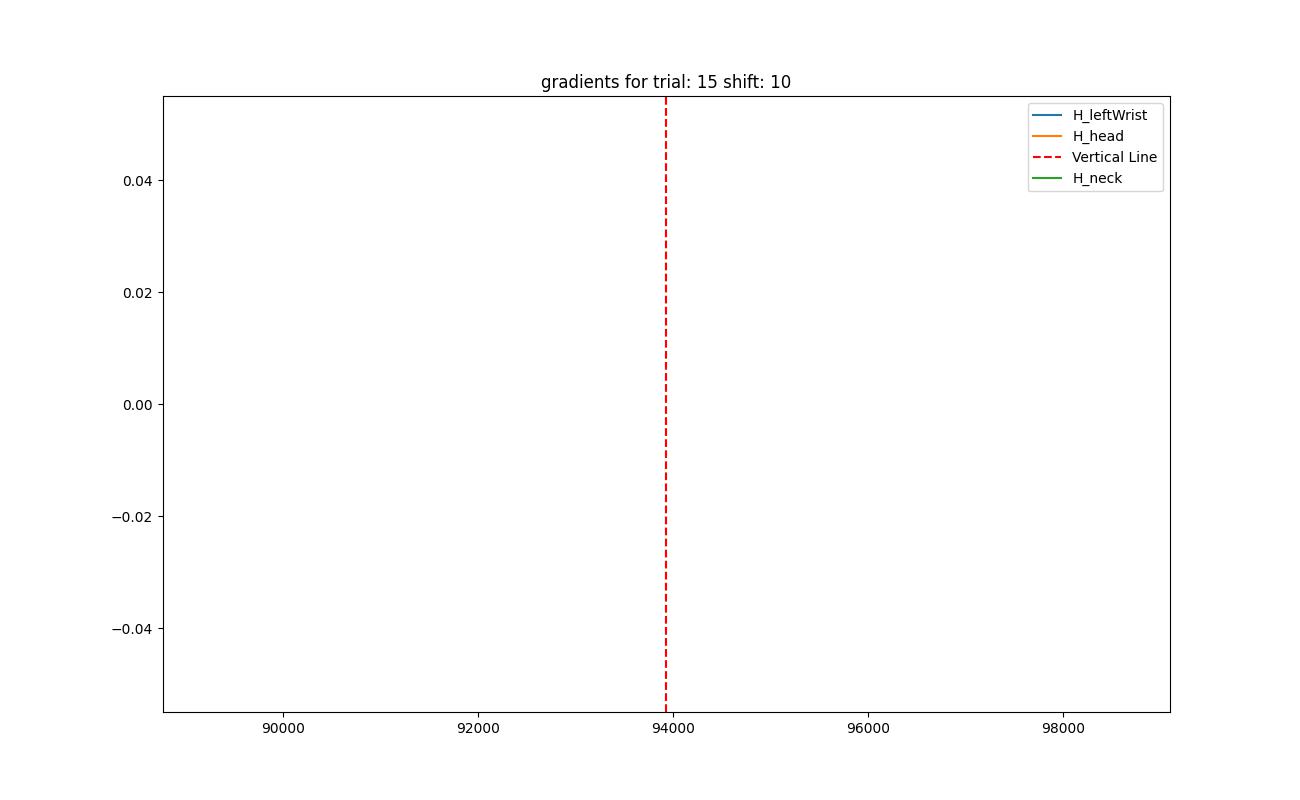 gradients for trial: 15 shift: 10
H_leftWrist
H_head
Vertical Line
H_neck
0.04
0.02
0.00
−0.02
−0.04
90000 92000 94000 96000 98000